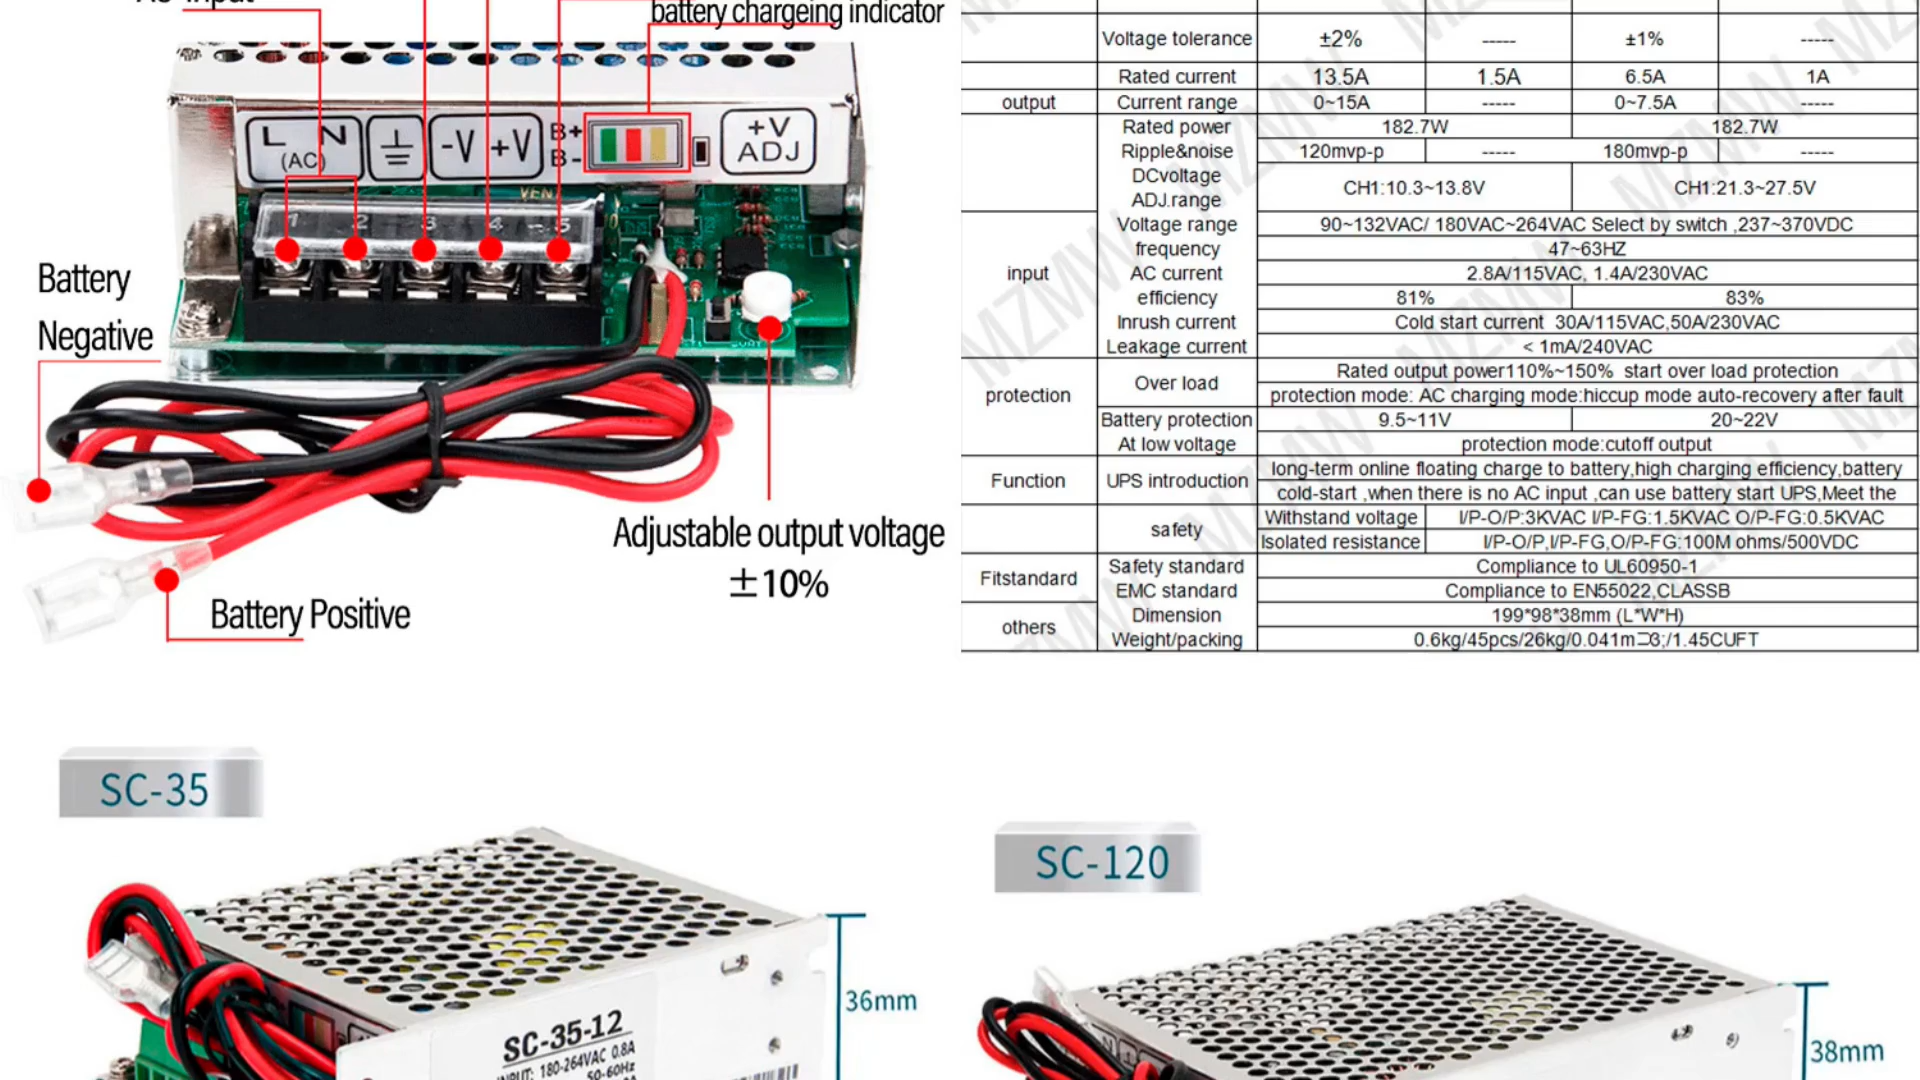 battery chargeing indicator
L N
(AC)
-V +V
B+
B-
+V
ADJ
1 2 3 4 5
Battery
Negative
Adjustable output voltage
±10%
Battery Positive
Voltage tolerance ±2% ----- ±1% -----
Rated current 13.5A 1.5A 6.5A 1A
output Current range 0~15A ----- 0~7.5A -----
Rated power 182.7W 182.7W
Ripple&noise 120mvp-p ----- 180mvp-p -----
DCvoltage
ADJ.range CH1:10.3~13.8V CH1:21.3~27.5V
Voltage range 90~132VAC/ 180VAC~264VAC Select by switch ,237~370VDC
frequency 47~63HZ
input AC current 2.8A/115VAC, 1.4A/230VAC
efficiency 81% 83%
Inrush current Cold start current 30A/115VAC,50A/230VAC
Leakage current < 1mA/240VAC
protection Over load Rated output power110%~150% start over load protection
protection mode: AC charging mode:hiccup mode auto-recovery after fault
Battery protection 9.5~11V 20~22V
At low voltage protection mode:cutoff output
Function UPS introduction long-term online floating charge to battery,high charging efficiency,battery
cold-start ,when there is no AC input ,can use battery start UPS,Meet the
safety Withstand voltage I/P-O/P:3KVAC I/P-FG:1.5KVAC O/P-FG:0.5KVAC
Isolated resistance I/P-O/P,I/P-FG,O/P-FG:100M ohms/500VDC
Fitstandard Safety standard Compliance to UL60950-1
EMC standard Compliance to EN55022,CLASSB
others Dimension 199*98*38mm (L*W*H)
Weight/packing 0.6kg/45pcs/26kg/0.041m⊐3;/1.45CUFT
MZMW
SC-35
36mm
SC-35-12
INPUT: 180-264VAC 0.8A
50-60Hz
SC-120
38mm